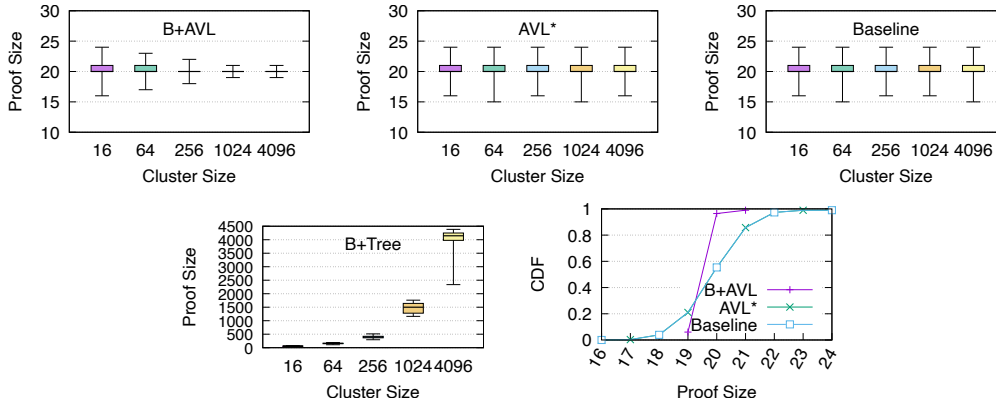 B+AVL
Proof Size
30
25
20
15
10
16 64 256 1024 4096
Cluster Size
AVL*
Proof Size
30
25
20
15
10
16 64 256 1024 4096
Cluster Size
Baseline
Proof Size
30
25
20
15
10
16 64 256 1024 4096
Cluster Size
B+Tree
Proof Size
4500
4000
3500
3000
2500
2000
1500
1000
500
0
16 64 256 1024 4096
Cluster Size
CDF
1
0.8
0.6
0.4
0.2
0
B+AVL
AVL*
Baseline
16 17 18 19 20 21 22 23 24
Proof Size